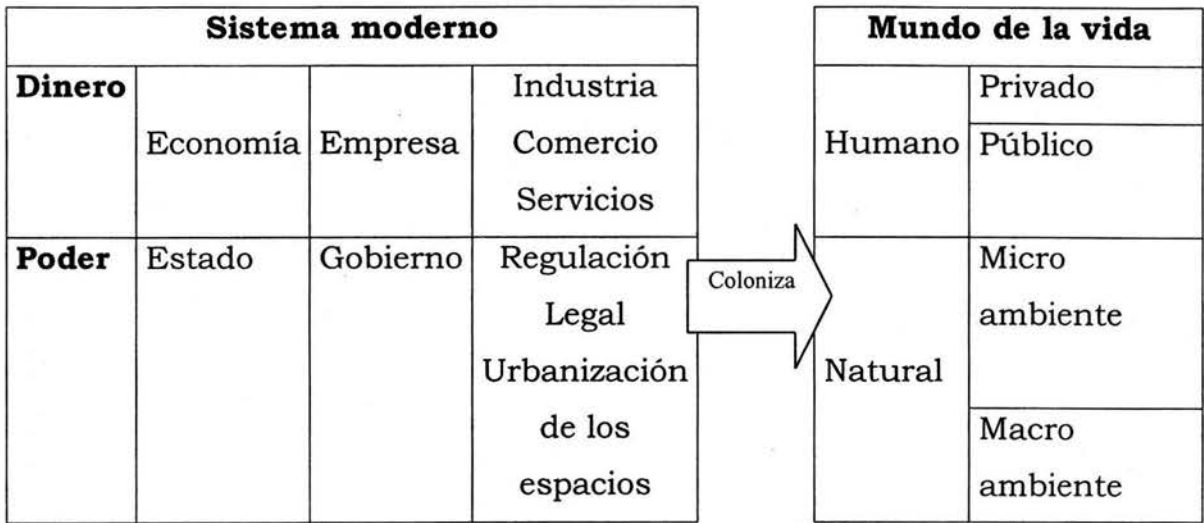 Sistema moderno
Dinero
Economía
Empresa
Industria
Comercio
Servicios
Poder
Estado
Gobierno
Regulación
Legal
Urbanización
de los
espacios
Coloniza
Mundo de la vida
Humano
Privado
Público
Natural
Micro
ambiente
Macro
ambiente